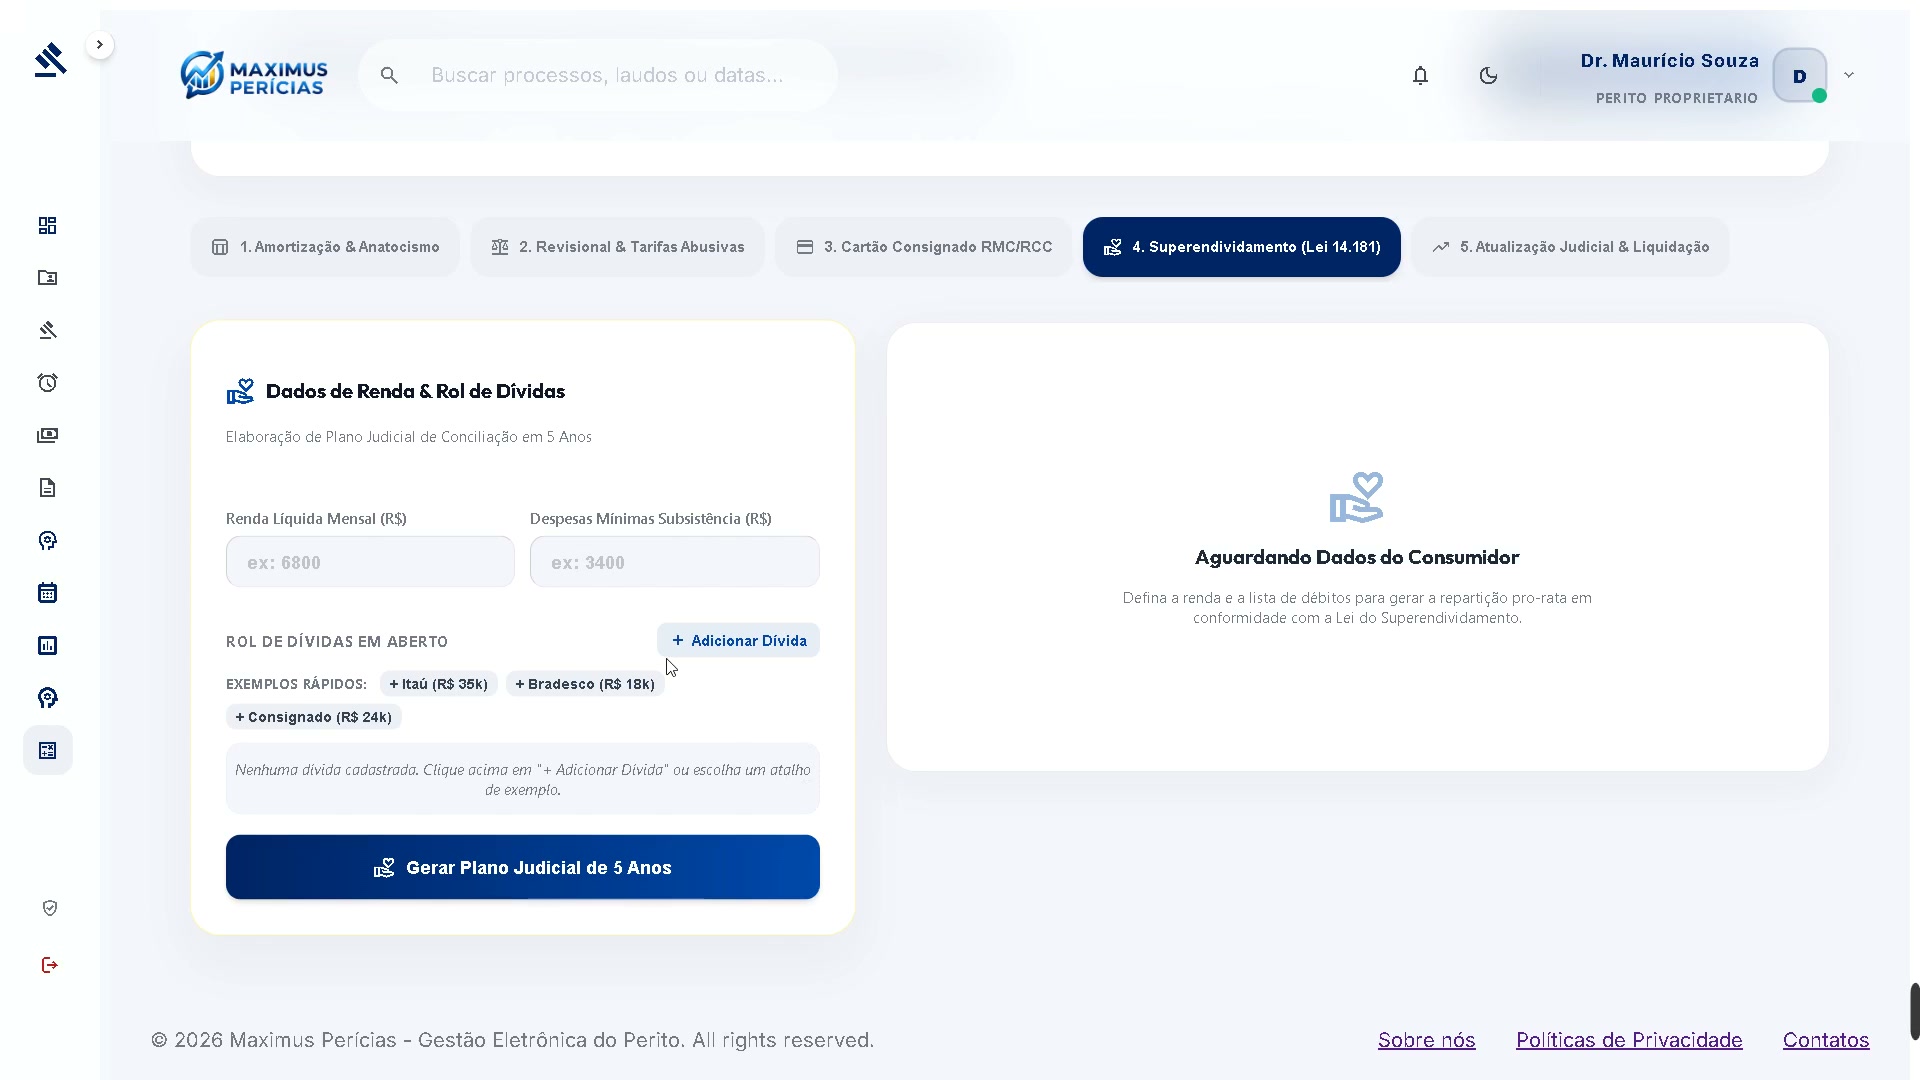 MAXIMUS
PERÍCIAS
Buscar processos, laudos ou datas...
Dr. Maurício Souza
PERITO PROPRIETARIO
D
1. Amortização & Anatocismo
2. Revisional & Tarifas Abusivas
3. Cartão Consignado RMC/RCC
4. Superendividamento (Lei 14.181)
5. Atualização Judicial & Liquidação
Dados de Renda & Rol de Dívidas
Elaboração de Plano Judicial de Conciliação em 5 Anos
Renda Líquida Mensal (R$)
Despesas Mínimas Subsistência (R$)
ex: 6800
ex: 3400
ROL DE DÍVIDAS EM ABERTO
+ Adicionar Dívida
EXEMPLOS RÁPIDOS:
+ Itaú (R$ 35k)
+ Bradesco (R$ 18k)
+ Consignado (R$ 24k)
Nenhuma dívida cadastrada. Clique acima em "+ Adicionar Dívida" ou escolha um atalho
de exemplo.
Gerar Plano Judicial de 5 Anos
Aguardando Dados do Consumidor
Defina a renda e a lista de débitos para gerar a repartição pro-rata em
conformidade com a Lei do Superendividamento.
© 2026 Maximus Perícias - Gestão Eletrônica do Perito. All rights reserved.
Sobre nós
Políticas de Privacidade
Contatos